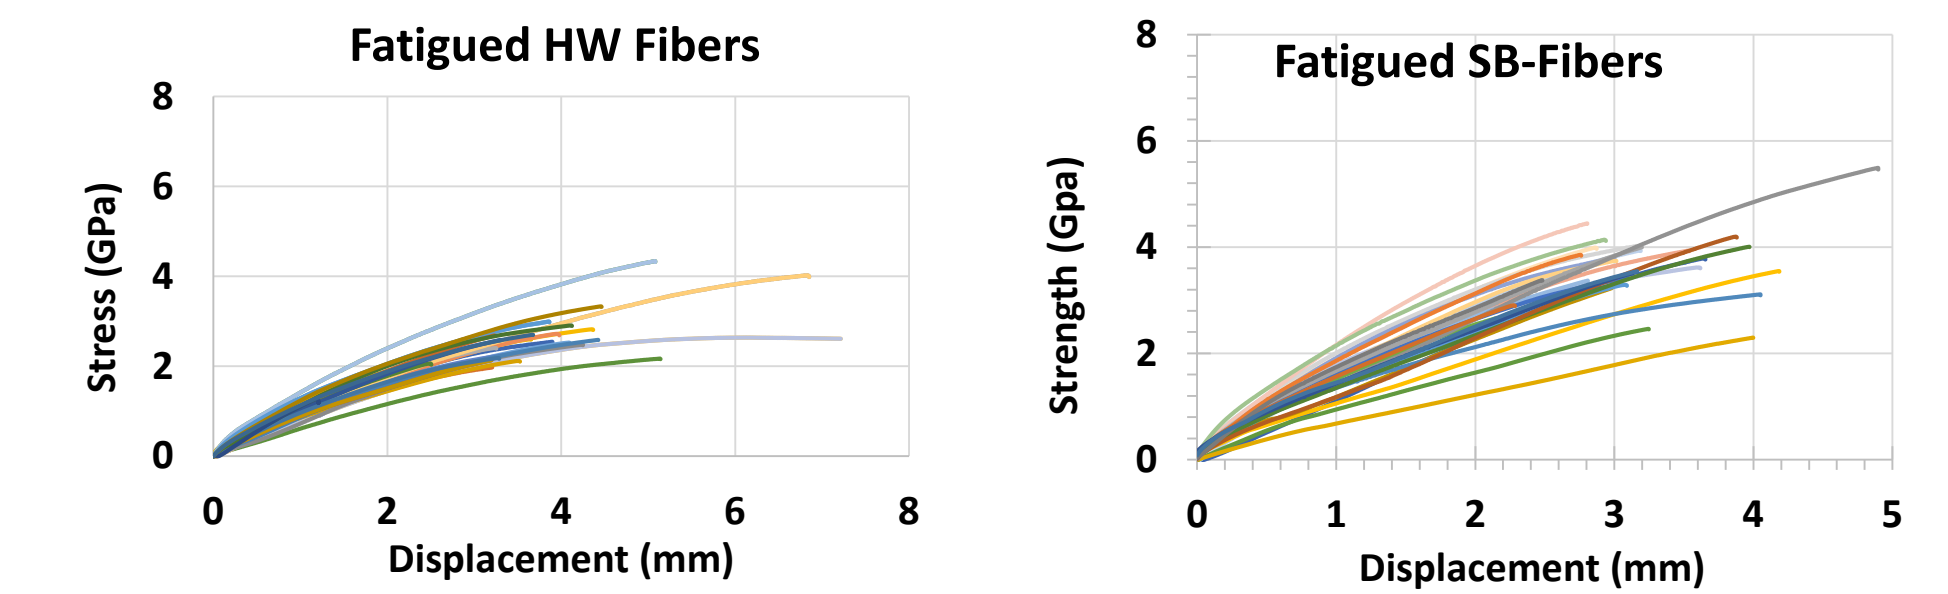 Fatigued HW Fibers
8
6
4
2
0
Stress (GPa)
0 2 4 6 8
Displacement (mm)
Fatigued SB-Fibers
8
6
4
2
0
Strength (Gpa)
0 1 2 3 4 5
Displacement (mm)